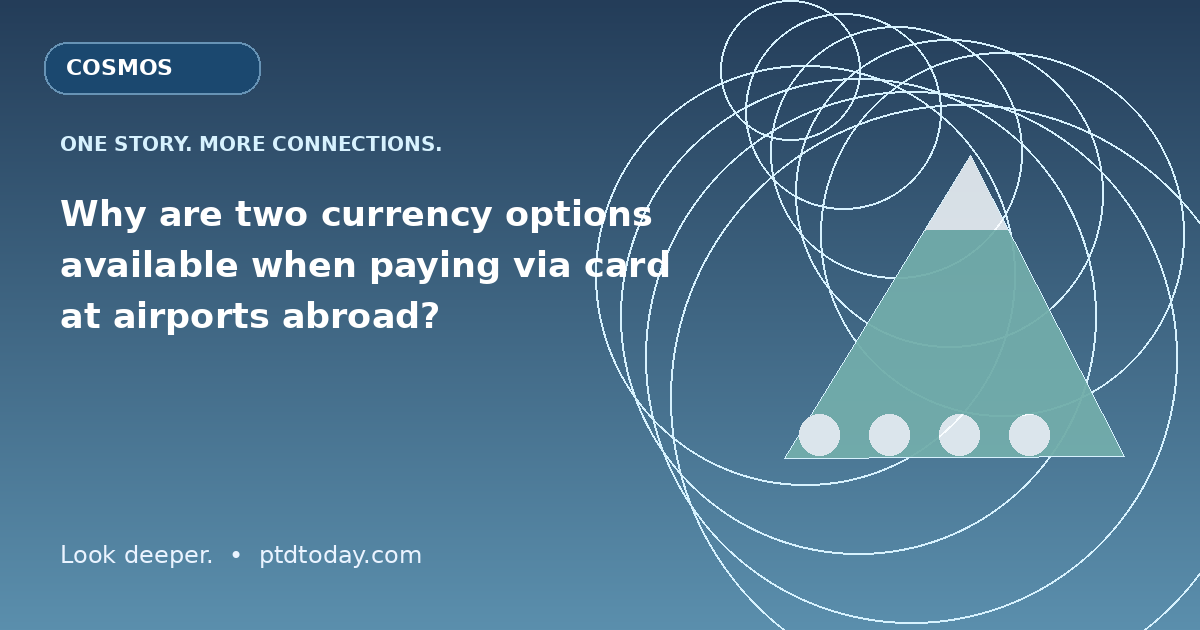 COSMOS
ONE STORY. MORE CONNECTIONS.
Why are two currency options
available when paying via card
at airports abroad?
Look deeper. • ptdtoday.com